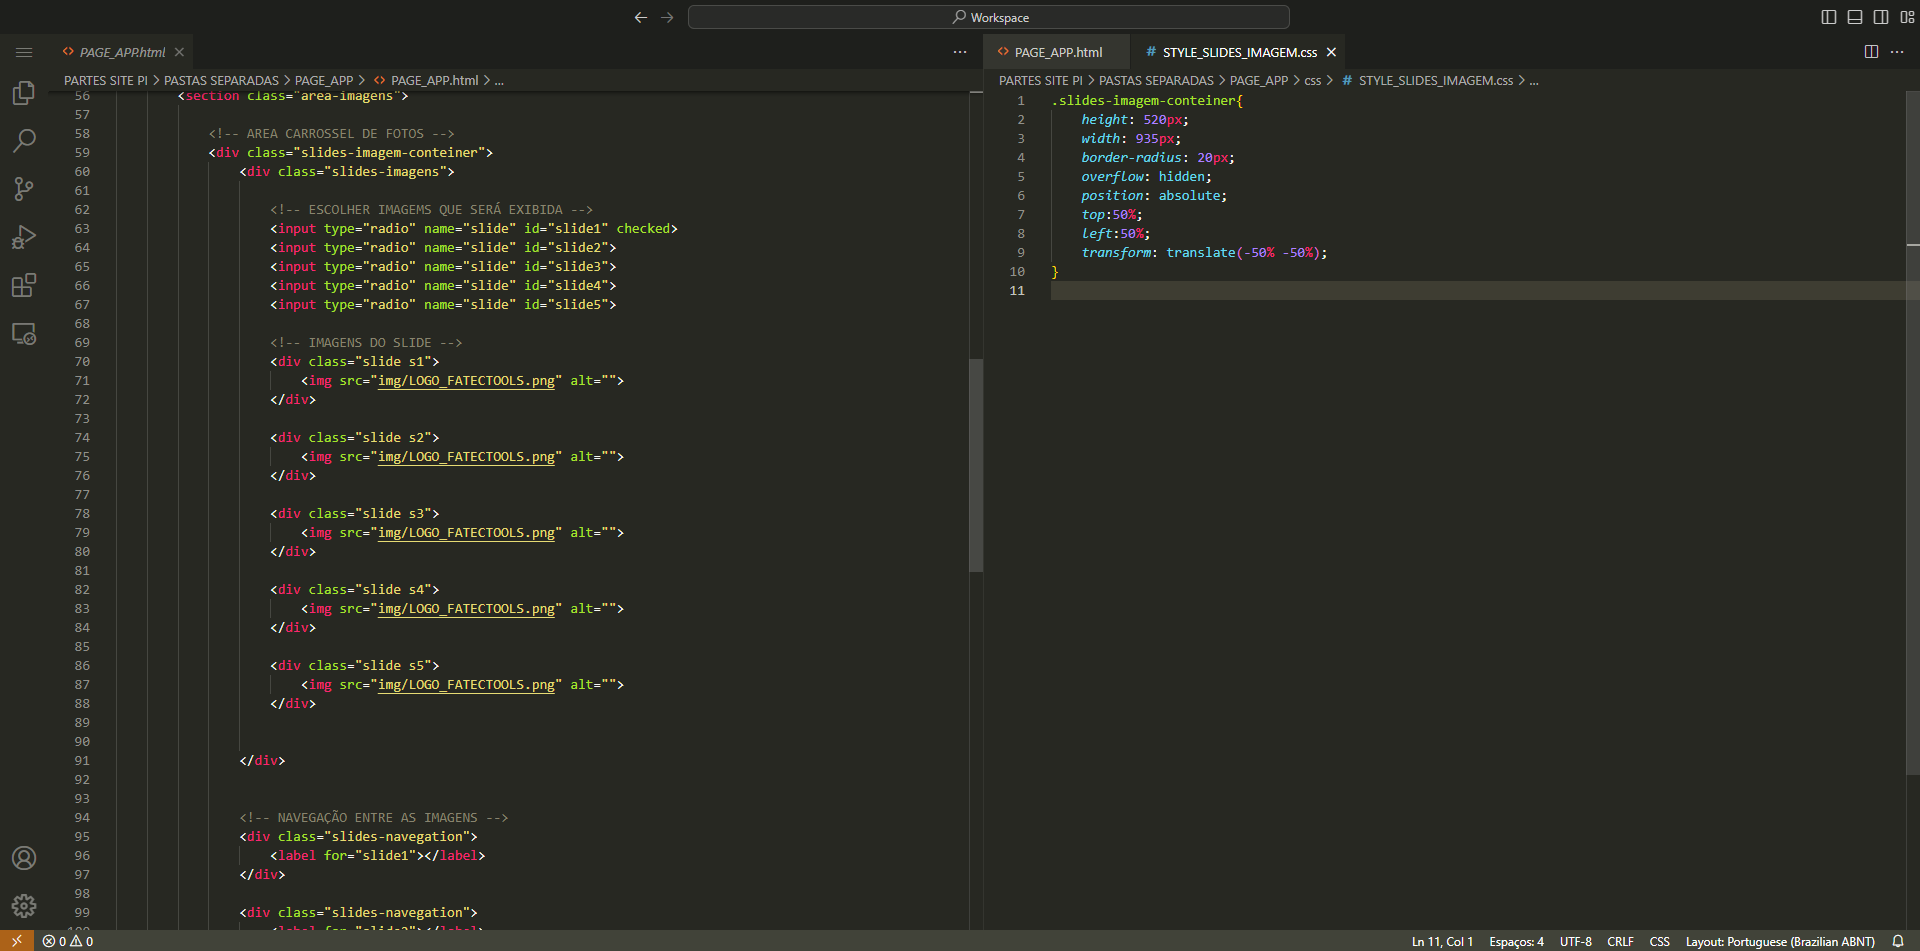 Workspace
PAGE_APP.html
PARTES SITE PI > PASTAS SEPARADAS > PAGE_APP > PAGE_APP.html > ...
56 <section class="area-imagens">
57
58 <!-- AREA CARROSSEL DE FOTOS -->
59 <div class="slides-imagem-conteiner">
60 <div class="slides-imagens">
61
62 <!-- ESCOLHER IMAGEMS QUE SERÁ EXIBIDA -->
63 <input type="radio" name="slide" id="slide1" checked>
64 <input type="radio" name="slide" id="slide2">
65 <input type="radio" name="slide" id="slide3">
66 <input type="radio" name="slide" id="slide4">
67 <input type="radio" name="slide" id="slide5">
68
69 <!-- IMAGENS DO SLIDE -->
70 <div class="slide s1">
71 <img src="img/LOGO_FATECTOOLS.png" alt="">
72 </div>
73
74 <div class="slide s2">
75 <img src="img/LOGO_FATECTOOLS.png" alt="">
76 </div>
77
78 <div class="slide s3">
79 <img src="img/LOGO_FATECTOOLS.png" alt="">
80 </div>
81
82 <div class="slide s4">
83 <img src="img/LOGO_FATECTOOLS.png" alt="">
84 </div>
85
86 <div class="slide s5">
87 <img src="img/LOGO_FATECTOOLS.png" alt="">
88 </div>
89
90
91 </div>
92
93
94 <!-- NAVEGAÇÃO ENTRE AS IMAGENS -->
95 <div class="slides-navegation">
96 <label for="slide1"></label>
97 </div>
98
99 <div class="slides-navegation">
PAGE_APP.html
# STYLE_SLIDES_IMAGEM.css
PARTES SITE PI > PASTAS SEPARADAS > PAGE_APP > css > # STYLE_SLIDES_IMAGEM.css > ...
1 .slides-imagem-conteiner{
2 height: 520px;
3 width: 935px;
4 border-radius: 20px;
5 overflow: hidden;
6 position: absolute;
7 top:50%;
8 left:50%;
9 transform: translate(-50% -50%);
10 }
11
0 0
Ln 11, Col 1 Espaços: 4 UTF-8 CRLF CSS Layout: Portuguese (Brazilian ABNT)